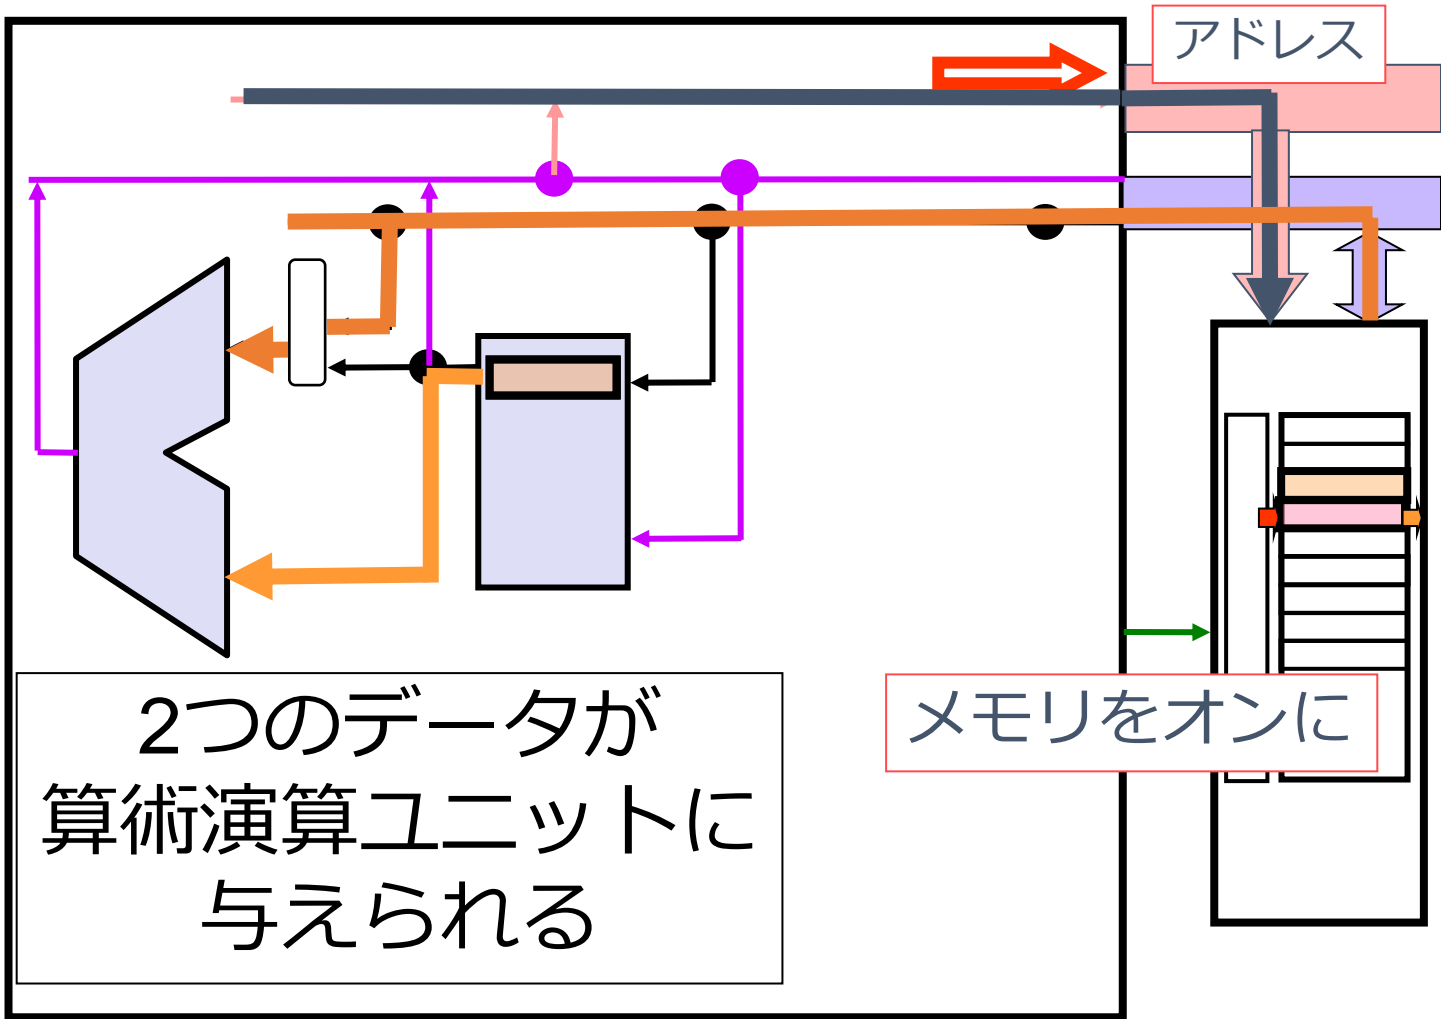 アドレス
2つのデータが
算術演算ユニットに
与えられる
メモリをオンに